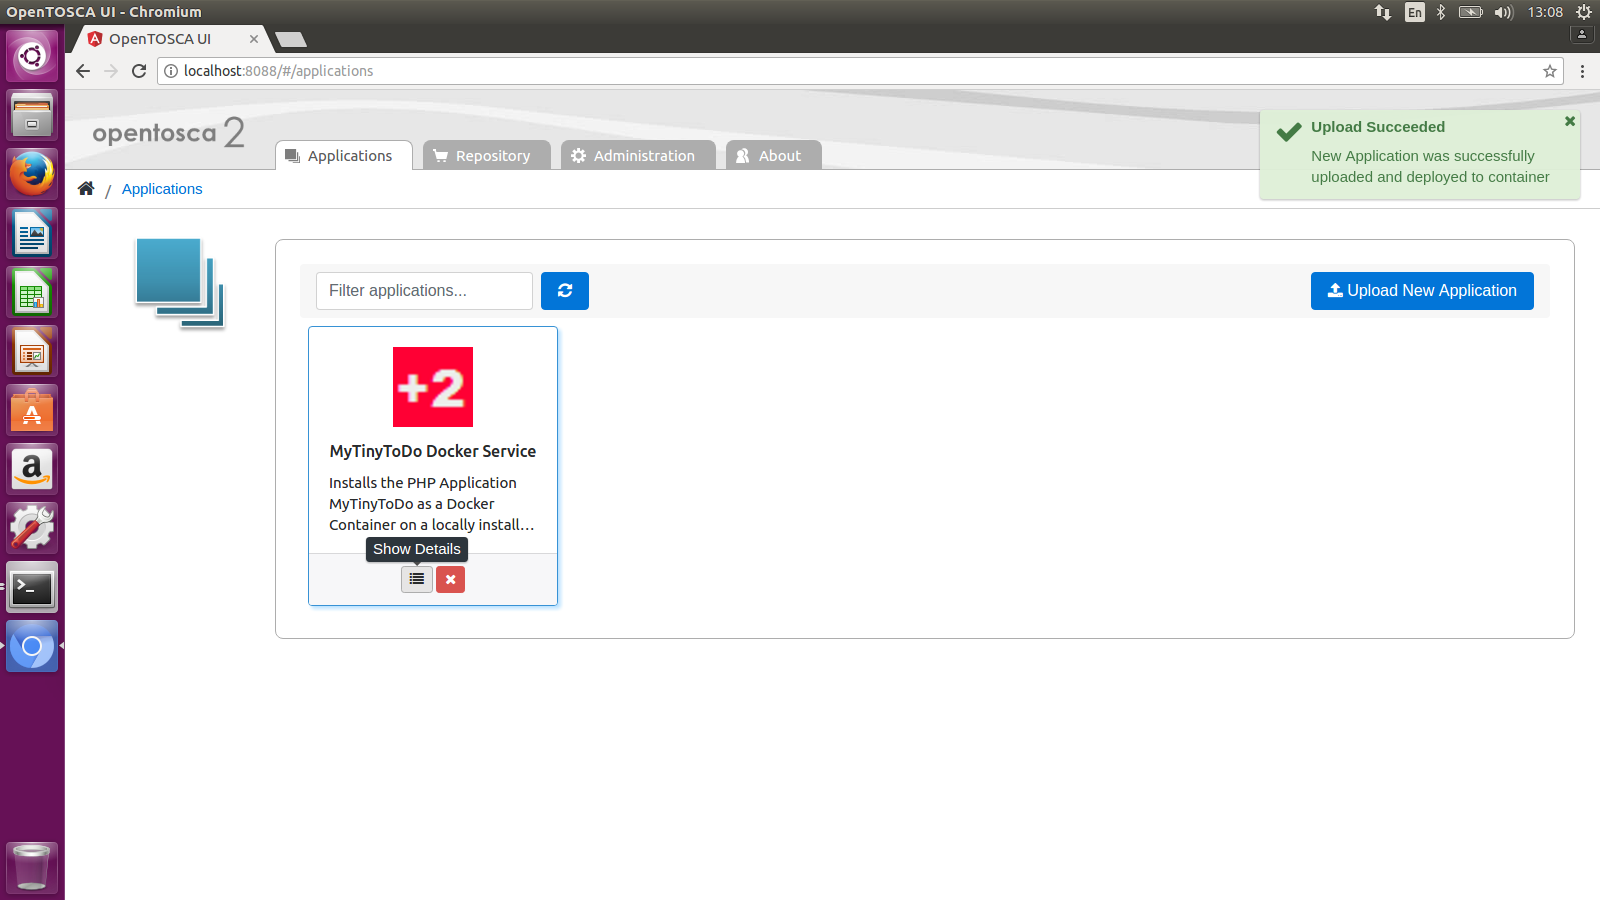 OpenTOSCA UI - Chromium
En
13:08
OpenTOSCA UI
localhost:8088/#/applications
opentosca 2
Applications
Repository
Administration
About
Upload Succeeded
New Application was successfully
uploaded and deployed to container
/ Applications
Filter applications...
Upload New Application
+2
MyTinyToDo Docker Service
Installs the PHP Application
MyTinyToDo as a Docker
Container on a locally install...
Show Details